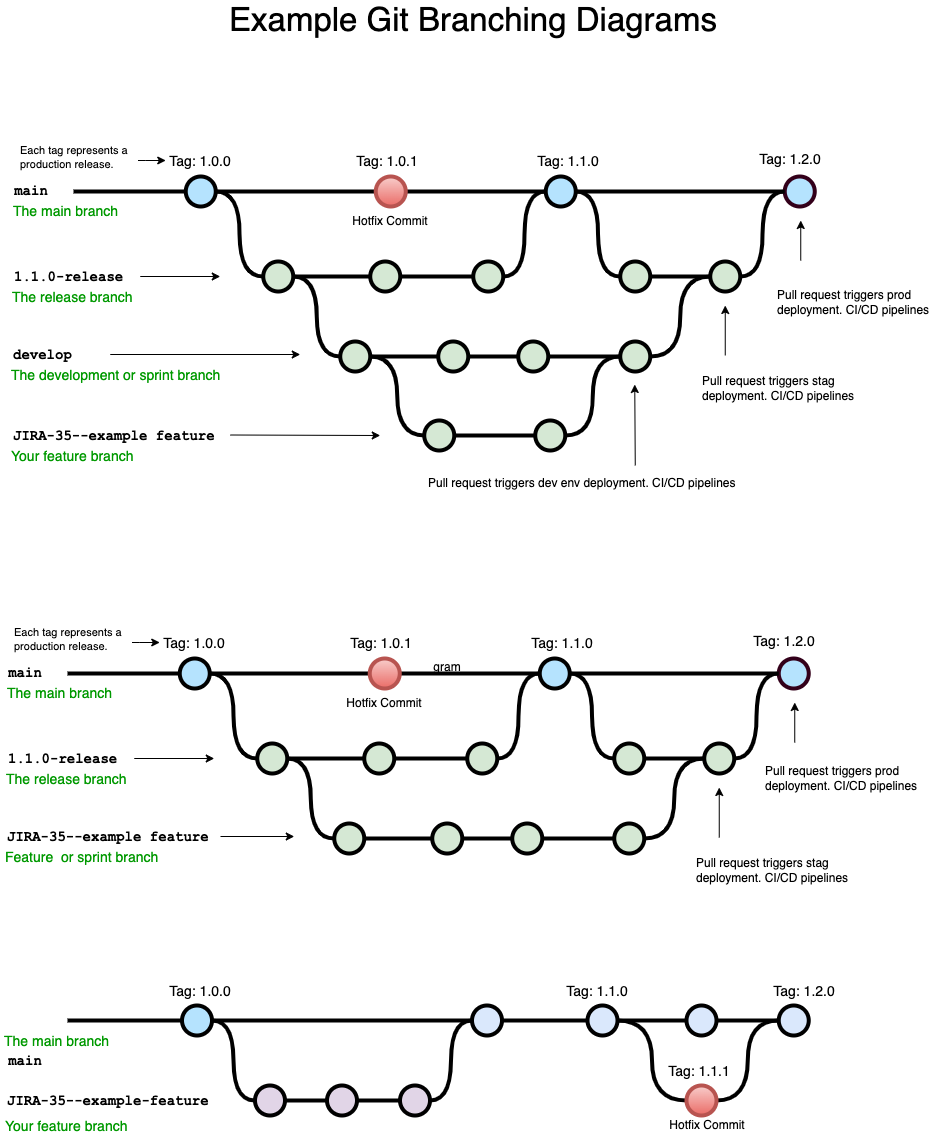 Example Git Branching Diagrams
Each tag represents a
production release.
Tag: 1.0.0
Tag: 1.0.1
Tag: 1.1.0
Tag: 1.2.0
main
The main branch
Hotfix Commit
1.1.0-release
The release branch
Pull request triggers prod
deployment. CI/CD pipelines
develop
The development or sprint branch
Pull request triggers stag
deployment. CI/CD pipelines
JIRA-35--example feature
Your feature branch
Pull request triggers dev env deployment. CI/CD pipelines
Each tag represents a
production release.
Tag: 1.0.0
Tag: 1.0.1
Tag: 1.1.0
Tag: 1.2.0
gram
main
The main branch
Hotfix Commit
1.1.0-release
The release branch
Pull request triggers prod
deployment. CI/CD pipelines
JIRA-35--example feature
Feature  or sprint branch
Pull request triggers stag
deployment. CI/CD pipelines
Tag: 1.0.0
Tag: 1.1.0
Tag: 1.2.0
The main branch
main
Tag: 1.1.1
JIRA-35--example-feature
Your feature branch
Hotfix Commit